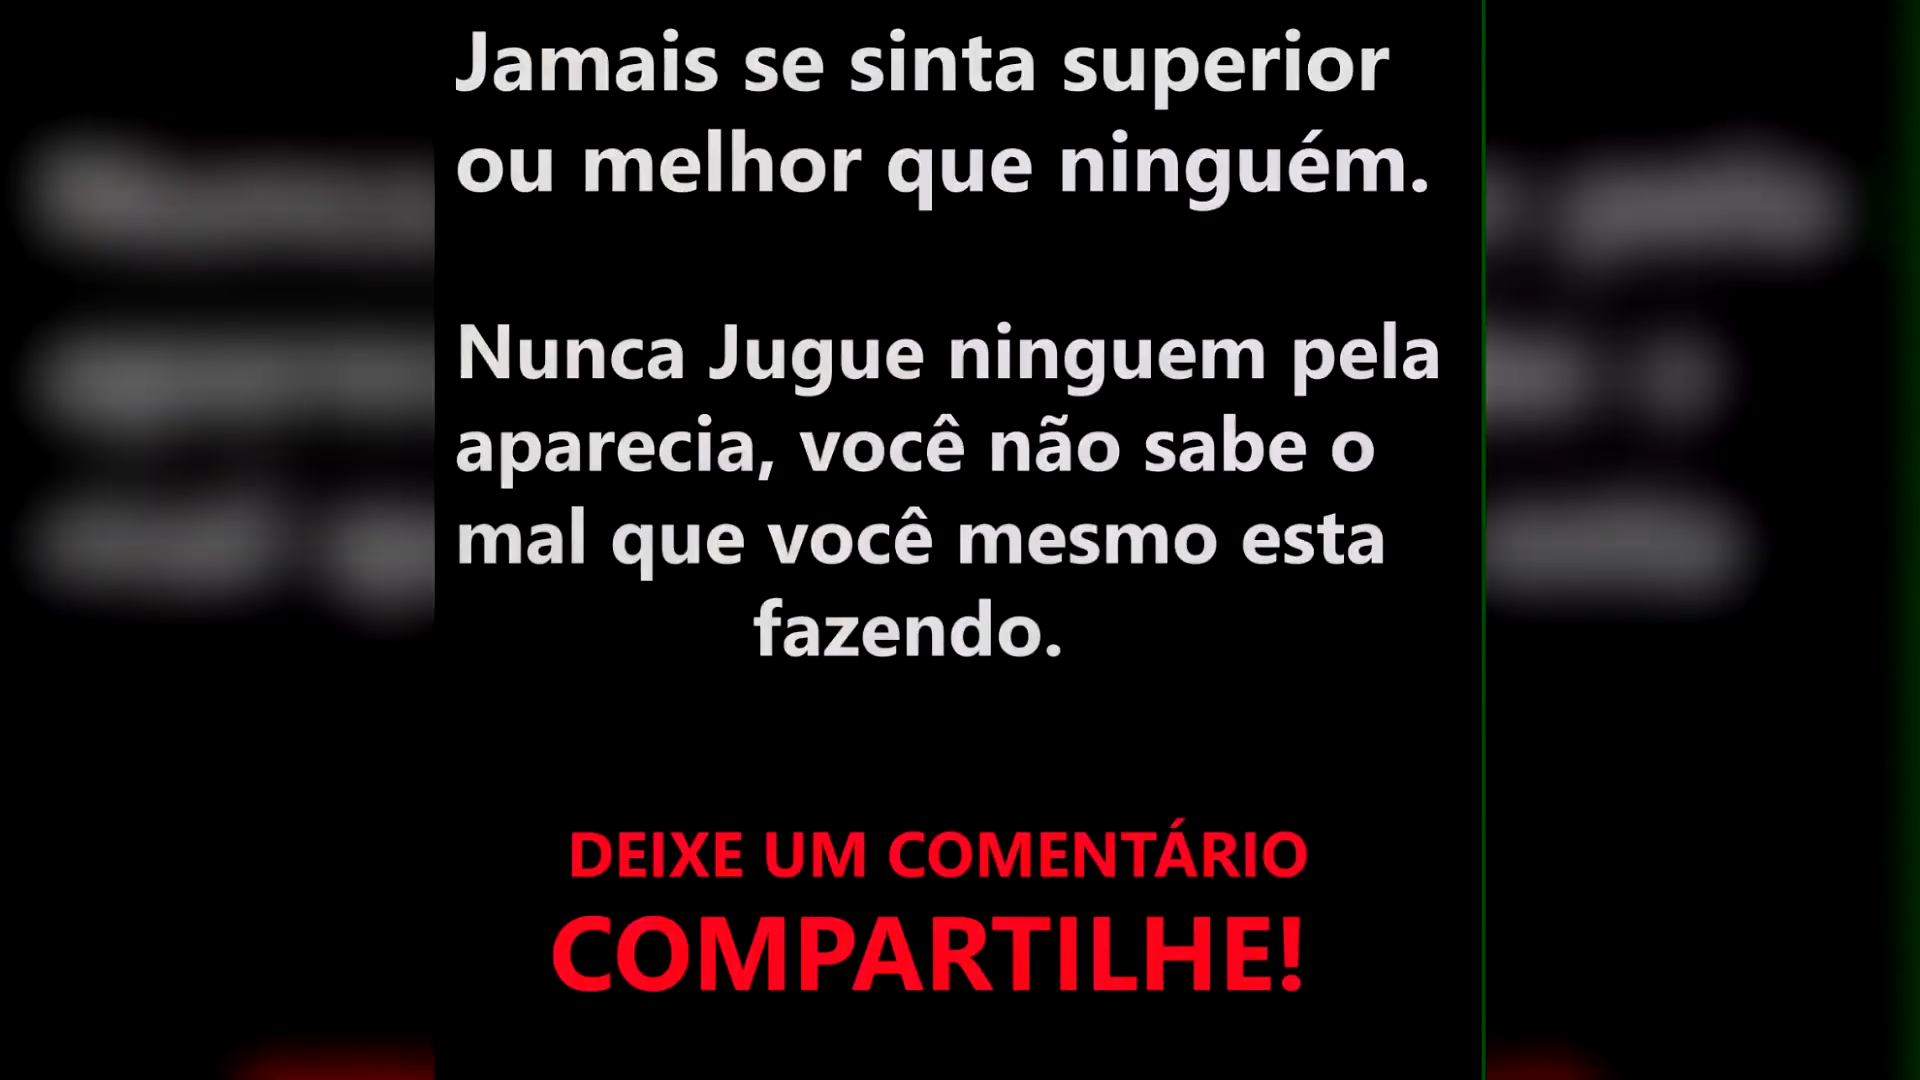 Jamais se sinta superior
ou melhor que ninguém.
Nunca Jugue ninguem pela
aparecia, você não sabe o
mal que você mesmo esta
fazendo.
DEIXE UM COMENTÁRIO
COMPARTILHE!